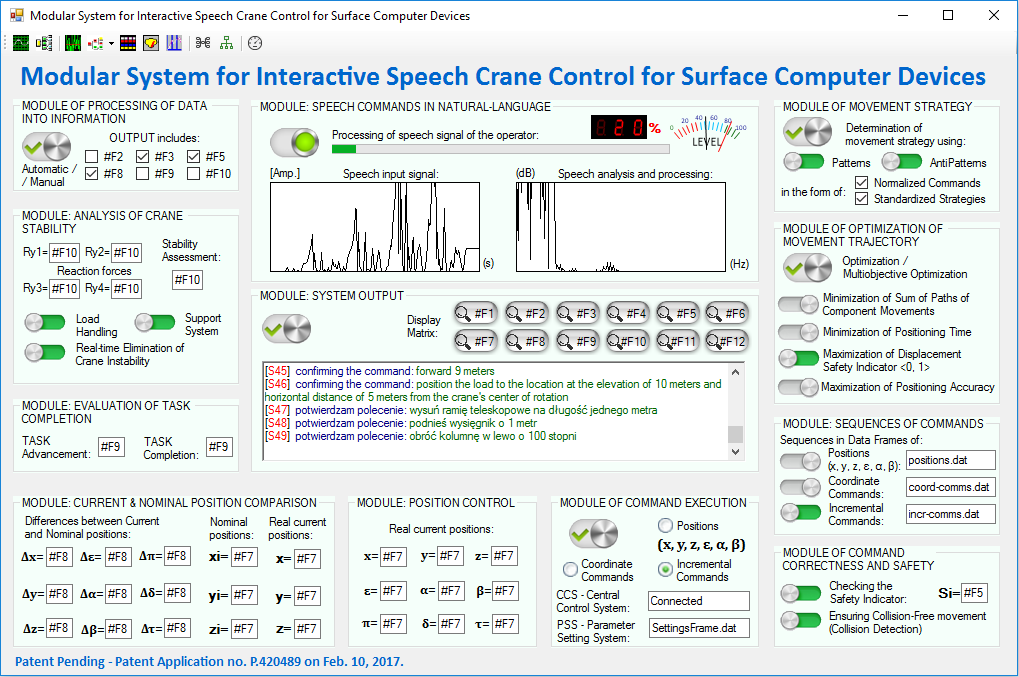 Modular System for Interactive Speech Crane Control for Surface Computer Devices
Modular System for Interactive Speech Crane Control for Surface Computer Devices
MODULE OF PROCESSING OF DATA
INTO INFORMATION
OUTPUT includes:
#F2 #F3 #F5
Automatic /
/ Manual
#F8 #F9 #F10
MODULE: ANALYSIS OF CRANE
STABILITY
Ry1= #F10 Ry2= #F10
Stability
Assessment:
Reaction forces
#F10
Ry3= #F10 Ry4= #F10
Load
Handling
Support
System
Real-time Elimination of
Crane Instability
MODULE: EVALUATION OF TASK
COMPLETION
TASK
Advancement: #F9
TASK
Completion: #F9
MODULE: SPEECH COMMANDS IN NATURAL-LANGUAGE
Processing of speech signal of the operator:
20 %
0 20 40 60 80 100
LEVEL
[Amp.] Speech input signal:
(s)
(dB) Speech analysis and processing:
(Hz)
MODULE: SYSTEM OUTPUT
Display
Matrix:
#F1 #F2 #F3 #F4 #F5 #F6
#F7 #F8 #F9 #F10 #F11 #F12
[S45] confirming the command: forward 9 meters
[S46] confirming the command: position the load to the location at the elevation of 10 meters and
horizontal distance of 5 meters from the crane's center of rotation
[S47] potwierdzam polecenie: wysuń ramię teleskopowe na długość jednego metra
[S48] potwierdzam polecenie: podnieś wysięgnik o 1 metr
[S49] potwierdzam polecenie: obróć kolumnę w lewo o 100 stopni
MODULE OF MOVEMENT STRATEGY
Determination of
movement strategy using:
Patterns AntiPatterns
in the form of:
Normalized Commands
Standardized Strategies
MODULE OF OPTIMIZATION OF
MOVEMENT TRAJECTORY
Optimization /
Multiobjective Optimization
Minimization of Sum of Paths of
Component Movements
Minimization of Positioning Time
Maximization of Displacement
Safety Indicator <0, 1>
Maximization of Positioning Accuracy
MODULE: SEQUENCES OF COMMANDS
Sequences in Data Frames of:
Positions
(x, y, z, ε, α, β): positions.dat
Coordinate
Commands: coord-comms.dat
Incremental
Commands: incr-comms.dat
MODULE: CURRENT & NOMINAL POSITION COMPARISON
Differences between Current
and Nominal positions:
Nominal
positions:
Real current
positions:
Δx= #F8 Δε= #F8 Δπ= #F8 xi= #F7 x= #F7
Δy= #F8 Δα= #F8 Δδ= #F8 yi= #F7 y= #F7
Δz= #F8 Δβ= #F8 Δτ= #F8 zi= #F7 z= #F7
MODULE: POSITION CONTROL
Real current positions:
x= #F7 y= #F7 z= #F7
ε= #F7 α= #F7 β= #F7
π= #F7 δ= #F7 τ= #F7
MODULE OF COMMAND EXECUTION
Positions
(x, y, z, ε, α, β)
Coordinate
Commands
Incremental
Commands
CCS - Central
Control System: Connected
PSS - Parameter
Setting System: SettingsFrame.dat
MODULE OF COMMAND
CORRECTNESS AND SAFETY
Checking the
Safety Indicator: Si= #F5
Ensuring Collision-Free movement
(Collision Detection)
Patent Pending - Patent Application no. P.420489 on Feb. 10, 2017.